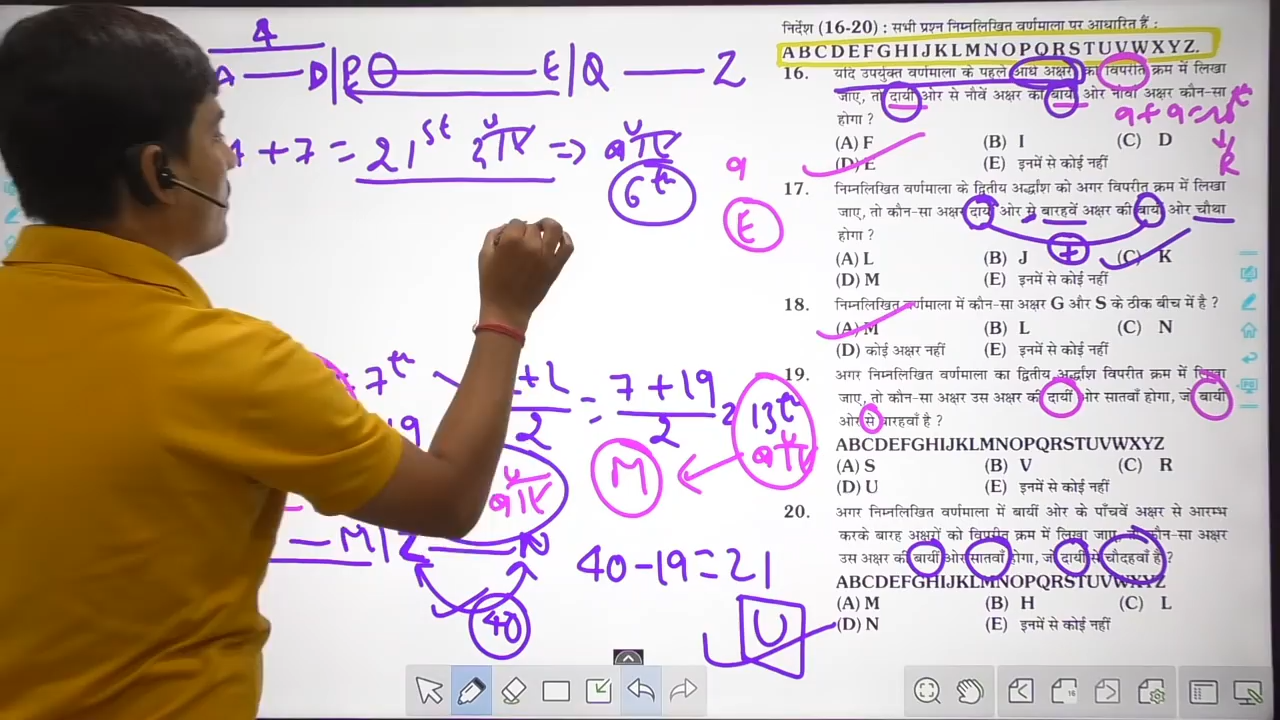 4
A — D|P Θ — E|Q — Z
+ 7 = 21st ⇒
6th
9
E
7th
= 7 + 19
2
2
13th
M
19
— M|Z — N
40
40-19=21
U
निर्देश (16-20) : सभी प्रश्न निम्नलिखित वर्णमाला पर आधारित हैं :
ABCDEFGHIJKLMNOPQRSTUVWXYZ.
16. यदि उपर्युक्त वर्णमाला के पहले आधे अक्षरों को विपरीत क्रम में लिखा
जाए, तो दायीं ओर से नौवें अक्षर की बायीं ओर नौवाँ अक्षर कौन-सा
होगा ?
9+9=18th
R
(A) F (B) I (C) D
(D) E (E) इनमें से कोई नहीं
17. निम्नलिखित वर्णमाला के द्वितीय अर्द्धांश को अगर विपरीत क्रम में लिखा
जाए, तो कौन-सा अक्षर दायीं ओर से बारहवें अक्षर की बायीं ओर चौथा
होगा ?
+
(A) L (B) J (C) K
(D) M (E) इनमें से कोई नहीं
18. निम्नलिखित वर्णमाला में कौन-सा अक्षर G और S के ठीक बीच में है ?
(A) M (B) L (C) N
(D) कोई अक्षर नहीं (E) इनमें से कोई नहीं
19. अगर निम्नलिखित वर्णमाला का द्वितीय अर्द्धांश विपरीत क्रम में लिखा
जाए, तो कौन-सा अक्षर उस अक्षर की दायीं ओर सातवाँ होगा, जो बायीं
ओर से बारहवाँ है ?
ABCDEFGHIJKLMNOPQRSTUVWXYZ
(A) S (B) V (C) R
(D) U (E) इनमें से कोई नहीं
20. अगर निम्नलिखित वर्णमाला में बायीं ओर के पाँचवें अक्षर से आरम्भ
करके बारह अक्षरों को विपरीत क्रम में लिखा जाए, तो कौन-सा अक्षर
उस अक्षर की बायीं ओर सातवाँ होगा, जो दायीं से चौदहवाँ है ?
ABCDEFGHIJKLMNOPQRSTUVWXYZ
(A) M (B) H (C) L
(D) N (E) इनमें से कोई नहीं